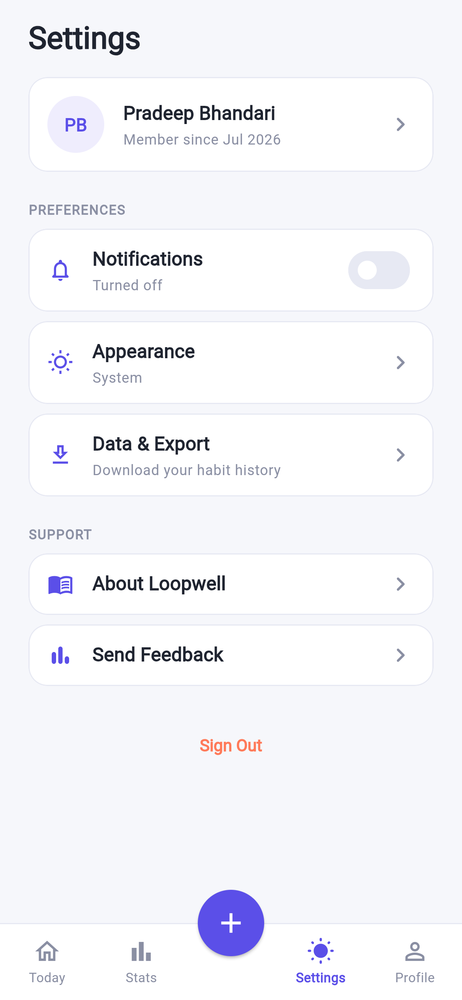 Settings
PB
Pradeep Bhandari
Member since Jul 2026
PREFERENCES
Notifications
Turned off
Appearance
System
Data & Export
Download your habit history
SUPPORT
About Loopwell
Send Feedback
Sign Out
Today
Stats
Settings
Profile